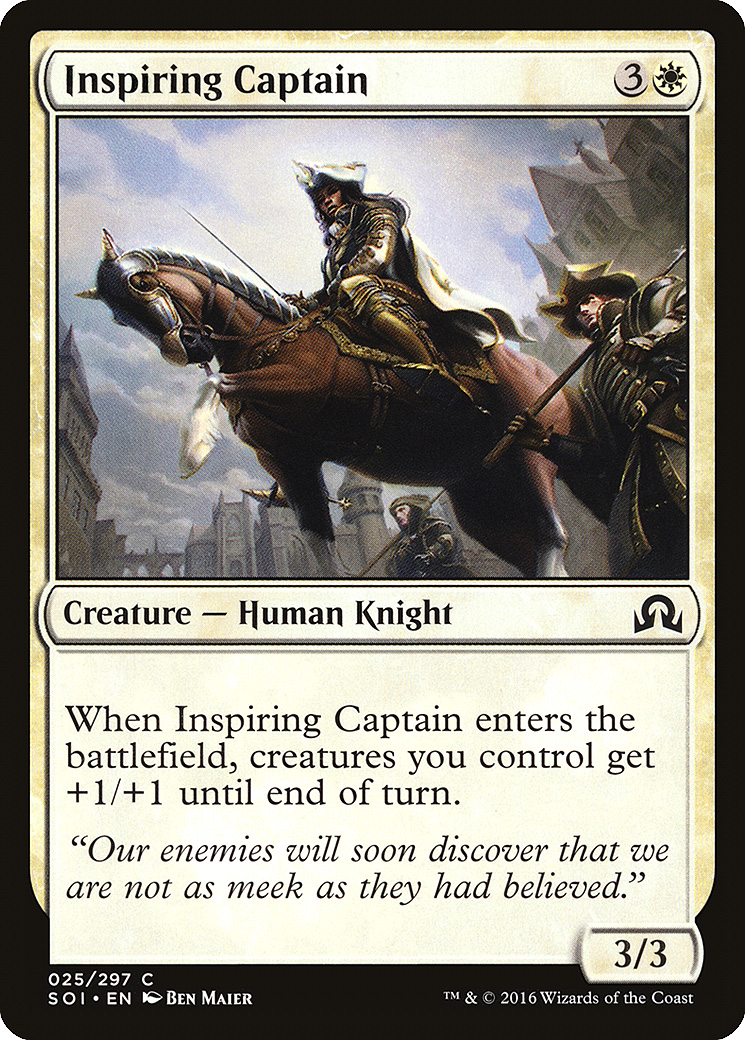 Inspiring Captain 3
Creature — Human Knight
When Inspiring Captain enters the
battlefield, creatures you control get
+1/+1 until end of turn.
“Our enemies will soon discover that we
are not as meek as they had believed.”
3/3
025/297 C
SOI • EN Ben Maier
™ & © 2016 Wizards of the Coast